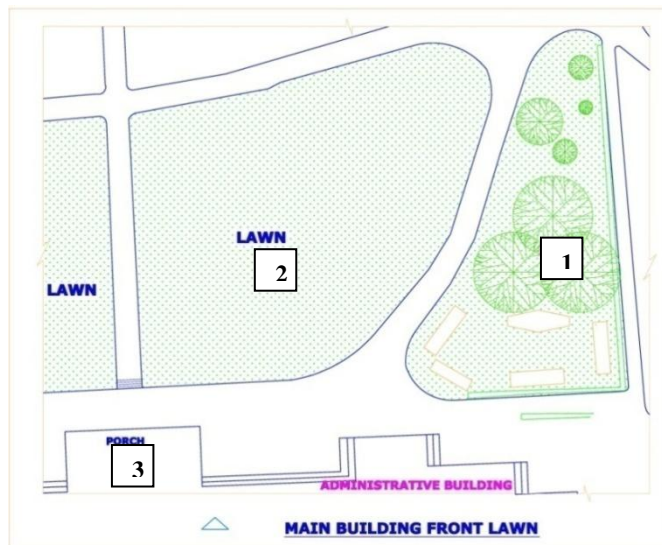 1
LAWN
2
LAWN
PORCH
3
ADMINISTRATIVE BUILDING
MAIN BUILDING FRONT LAWN